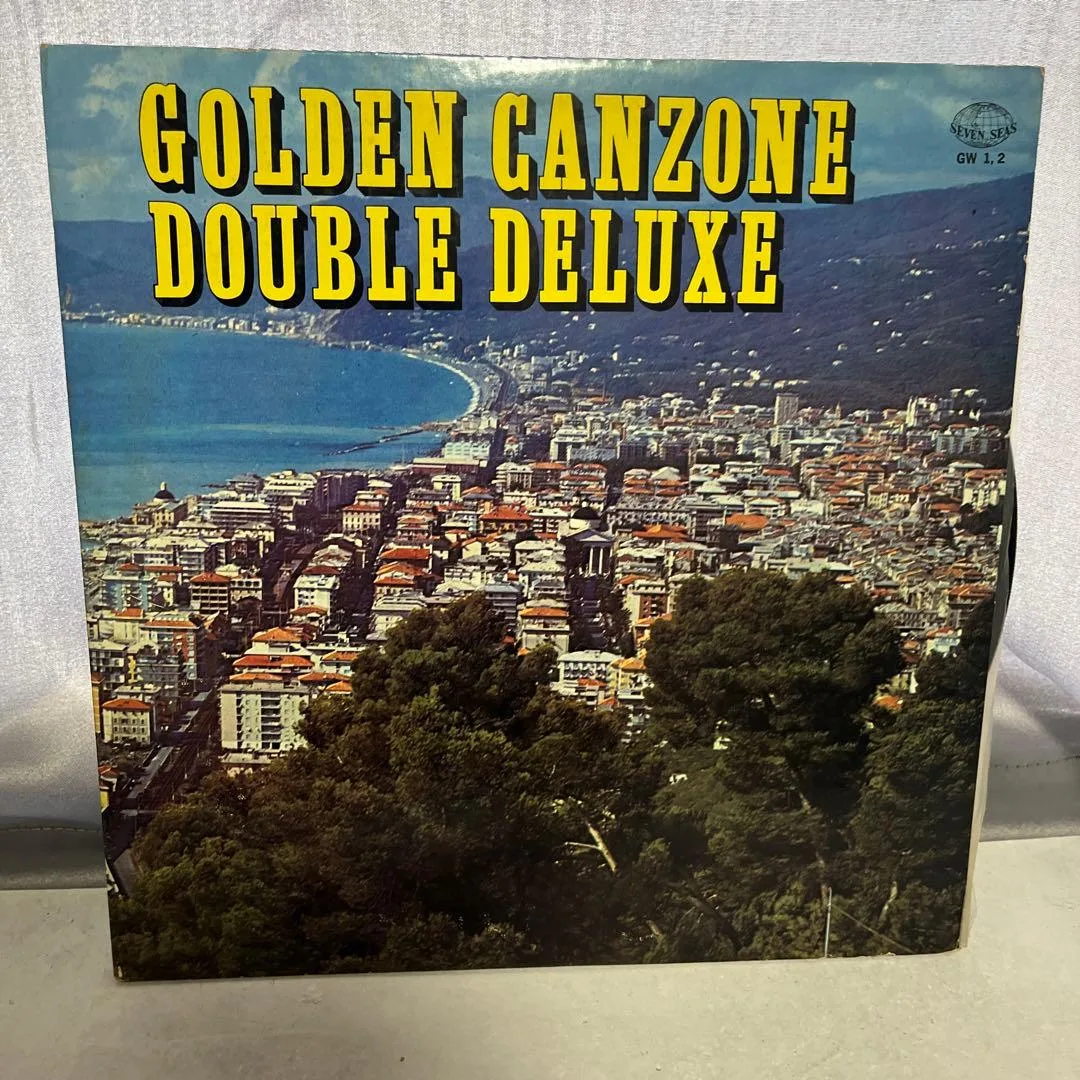 GOLDEN CANZONE
DOUBLE DELUXE
SEVEN SEAS
GW 1, 2